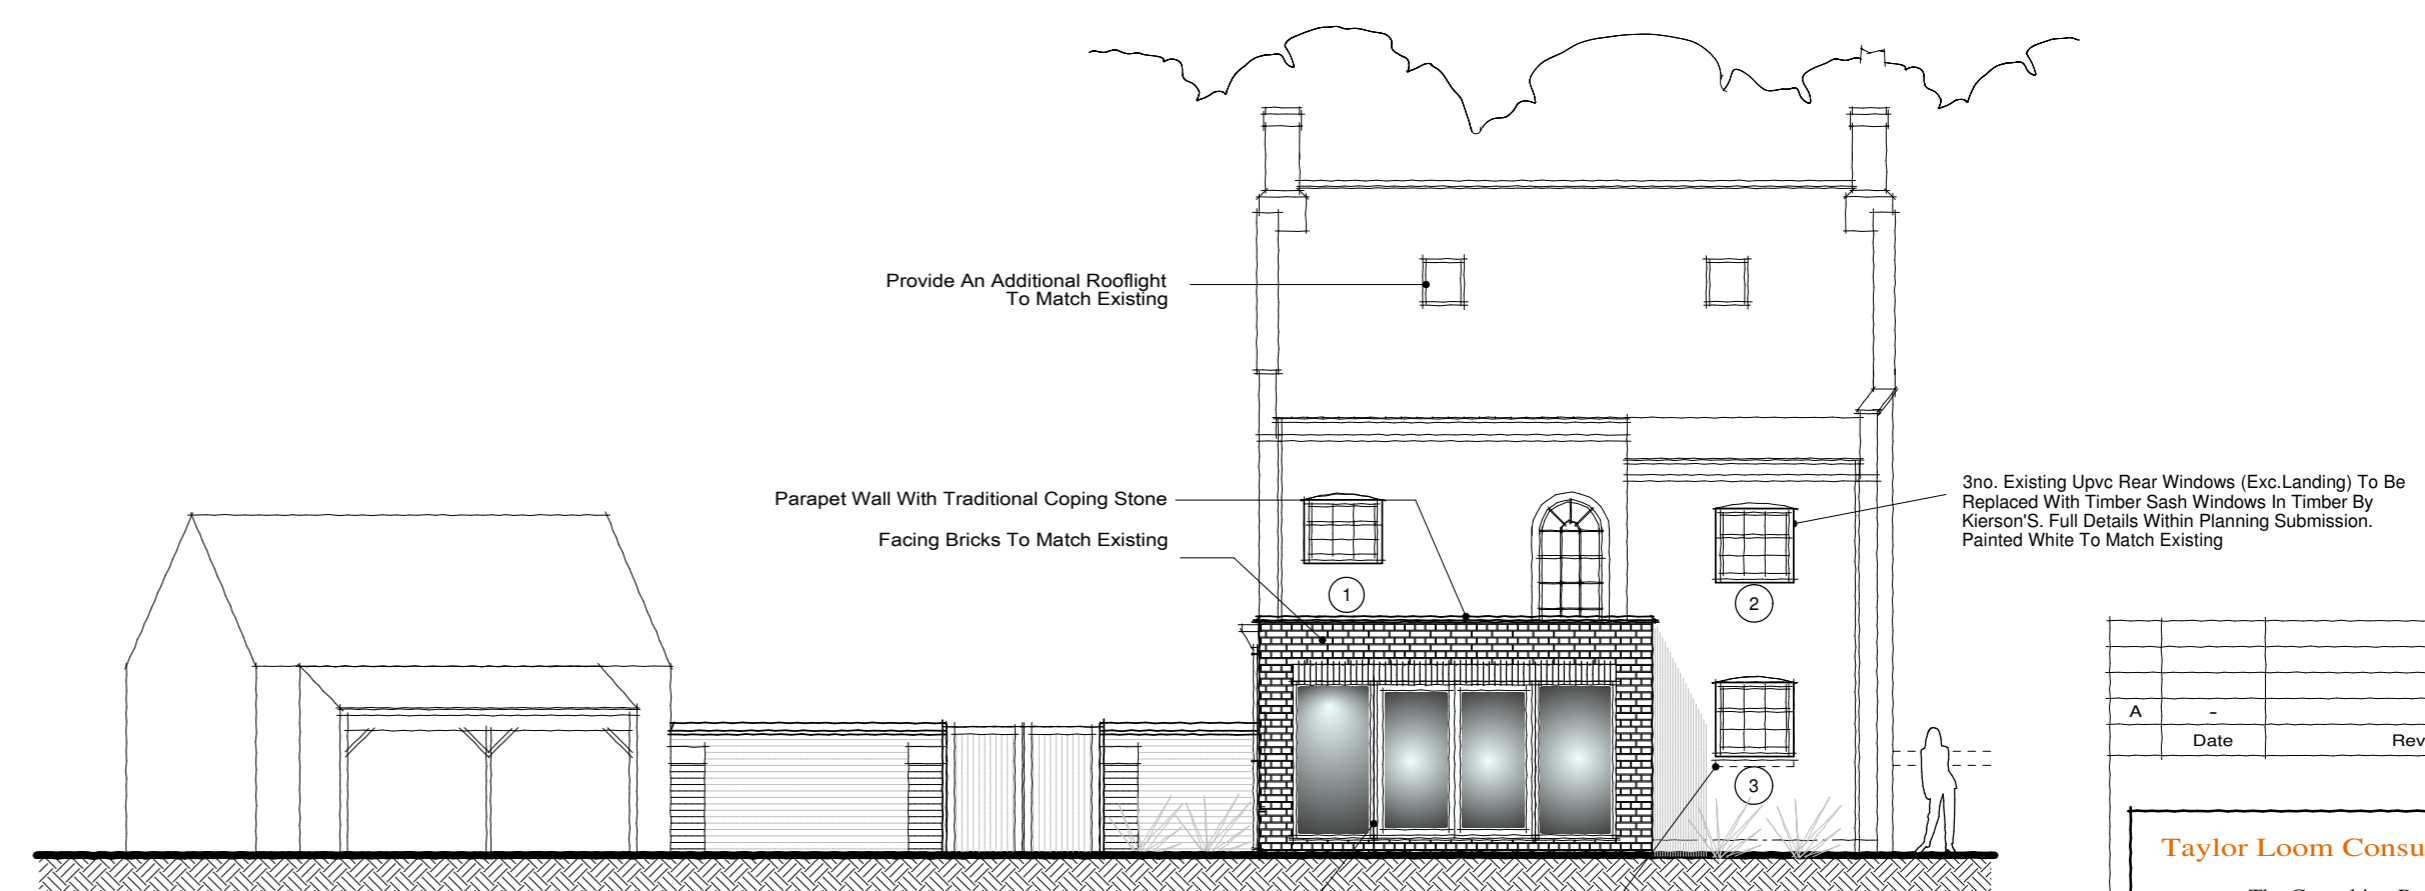 Provide An Additional Rooflight
To Match Existing
Parapet Wall With Traditional Coping Stone
Facing Bricks To Match Existing
3no. Existing Upvc Rear Windows (Exc.Landing) To Be
Replaced With Timber Sash Windows In Timber By
Kierson'S. Full Details Within Planning Submission.
Painted White To Match Existing
1
2
3
A -
Date Rev
Taylor Loom Consu